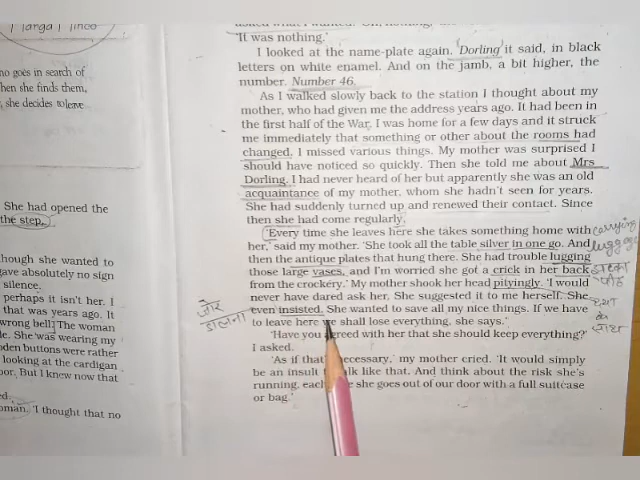 no goes in search of
hen she finds them,
, she decides to leave
She had opened the
the step.
hough she wanted to
gave absolutely no sign
silence.
perhaps it isn't her. I
that was years ago. It
wrong bell] The woman
e. She was wearing my
oden buttons were rather
looking at the cardigan
oor. But I knew now that
ed.
oman. 'I thought that no
'It was nothing.'
I looked at the name-plate again. 'Dorling' it said, in black
letters on white enamel. And on the jamb, a bit higher, the
number. Number 46.
As I walked slowly back to the station I thought about my
mother, who had given me the address years ago. It had been in
the first half of the War. I was home for a few days and it struck
me immediately that something or other about the rooms had
changed. I missed various things. My mother was surprised I
should have noticed so quickly. Then she told me about Mrs
Dorling. I had never heard of her but apparently she was an old
acquaintance of my mother, whom she hadn't seen for years.
She had suddenly turned up and renewed their contact. Since
then she had come regularly.
'Every time she leaves here she takes something home with
her,' said my mother. 'She took all the table silver in one go. And
then the antique plates that hung there. She had trouble lugging
those large vases, and I'm worried she got a crick in her back
from the crockery.' My mother shook her head pityingly. 'I would
never have dared ask her. She suggested it to me herself. She
even insisted. She wanted to save all my nice things. If we have
to leave here we shall lose everything, she says.'
'Have you agreed with her that she should keep everything?'
I asked.
'As if that necessary,' my mother cried. 'It would simply
be an insult talk like that. And think about the risk she's
running, each she goes out of our door with a full suitcase
or bag.'
carrying
luggage
जोर
डालना